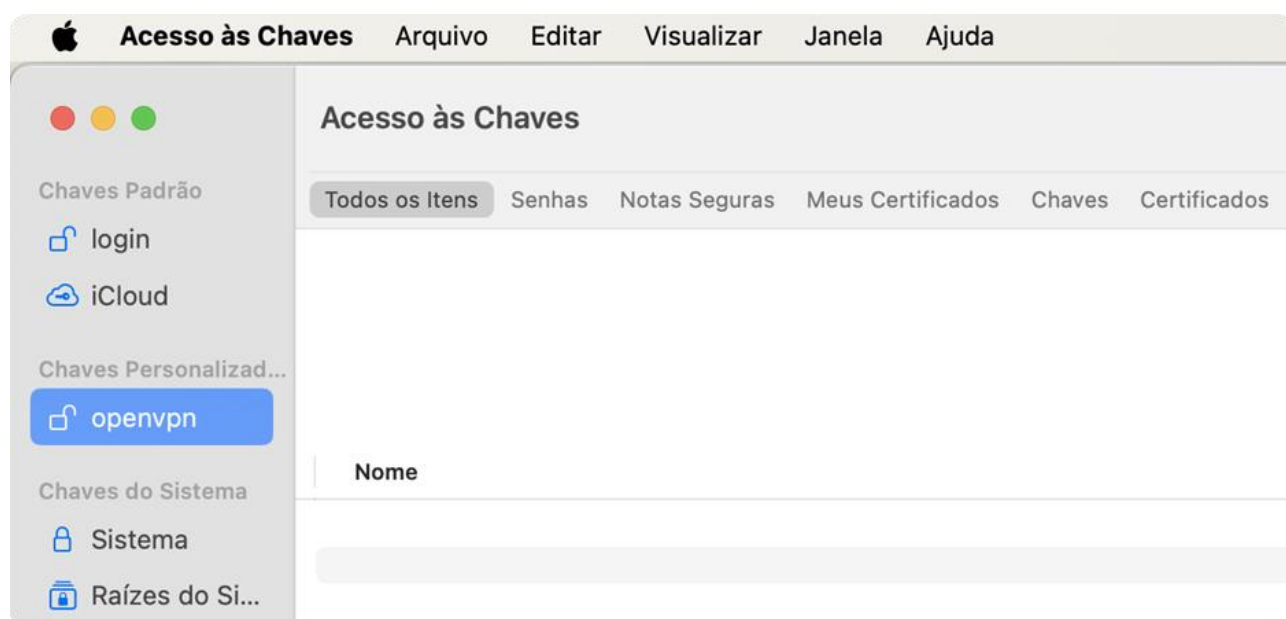 Acesso às Chaves Arquivo Editar Visualizar Janela Ajuda
Acesso às Chaves
Chaves Padrão
login
iCloud
Chaves Personalizad...
openvpn
Chaves do Sistema
Sistema
Raízes do Si...
Todos os Itens Senhas Notas Seguras Meus Certificados Chaves Certificados
Nome